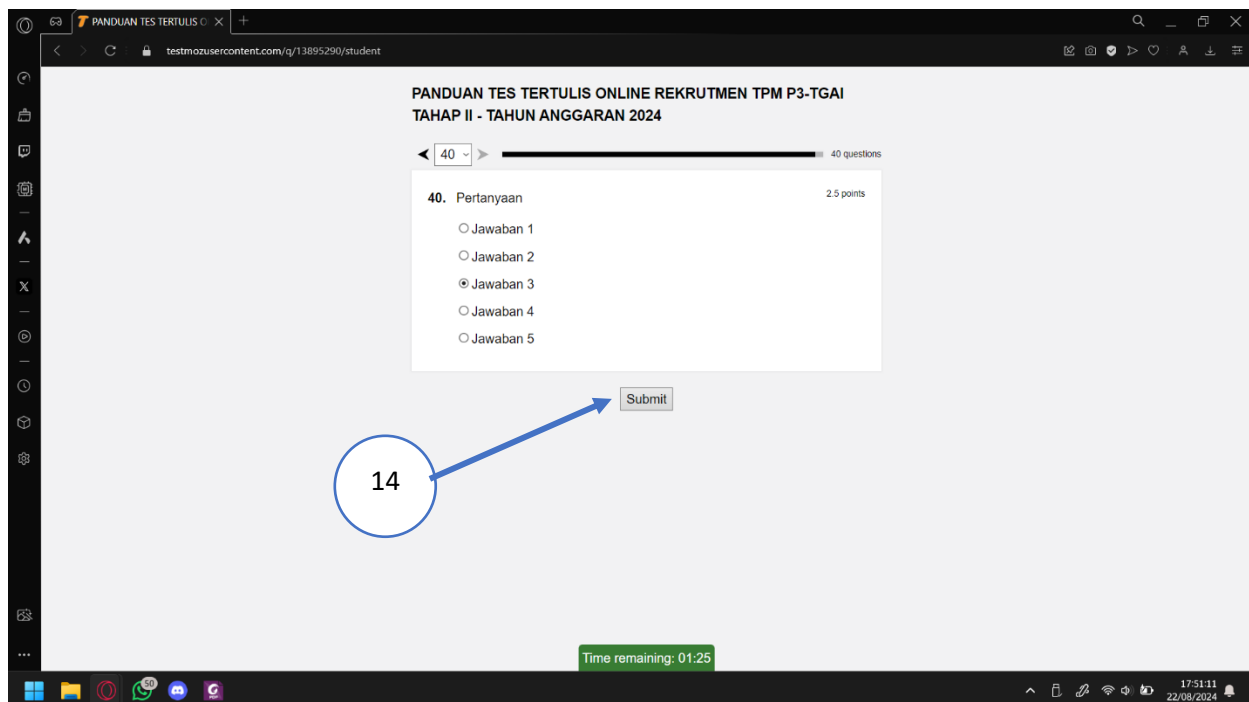 PANDUAN TES TERTULIS O
testmozusercontent.com/q/13895290/student
PANDUAN TES TERTULIS ONLINE REKRUTMEN TPM P3-TGAI
TAHAP II - TAHUN ANGGARAN 2024
40
40 questions
40. Pertanyaan
2.5 points
Jawaban 1
Jawaban 2
Jawaban 3
Jawaban 4
Jawaban 5
Submit
14
Time remaining: 01:25
50
17:51:11
22/08/2024